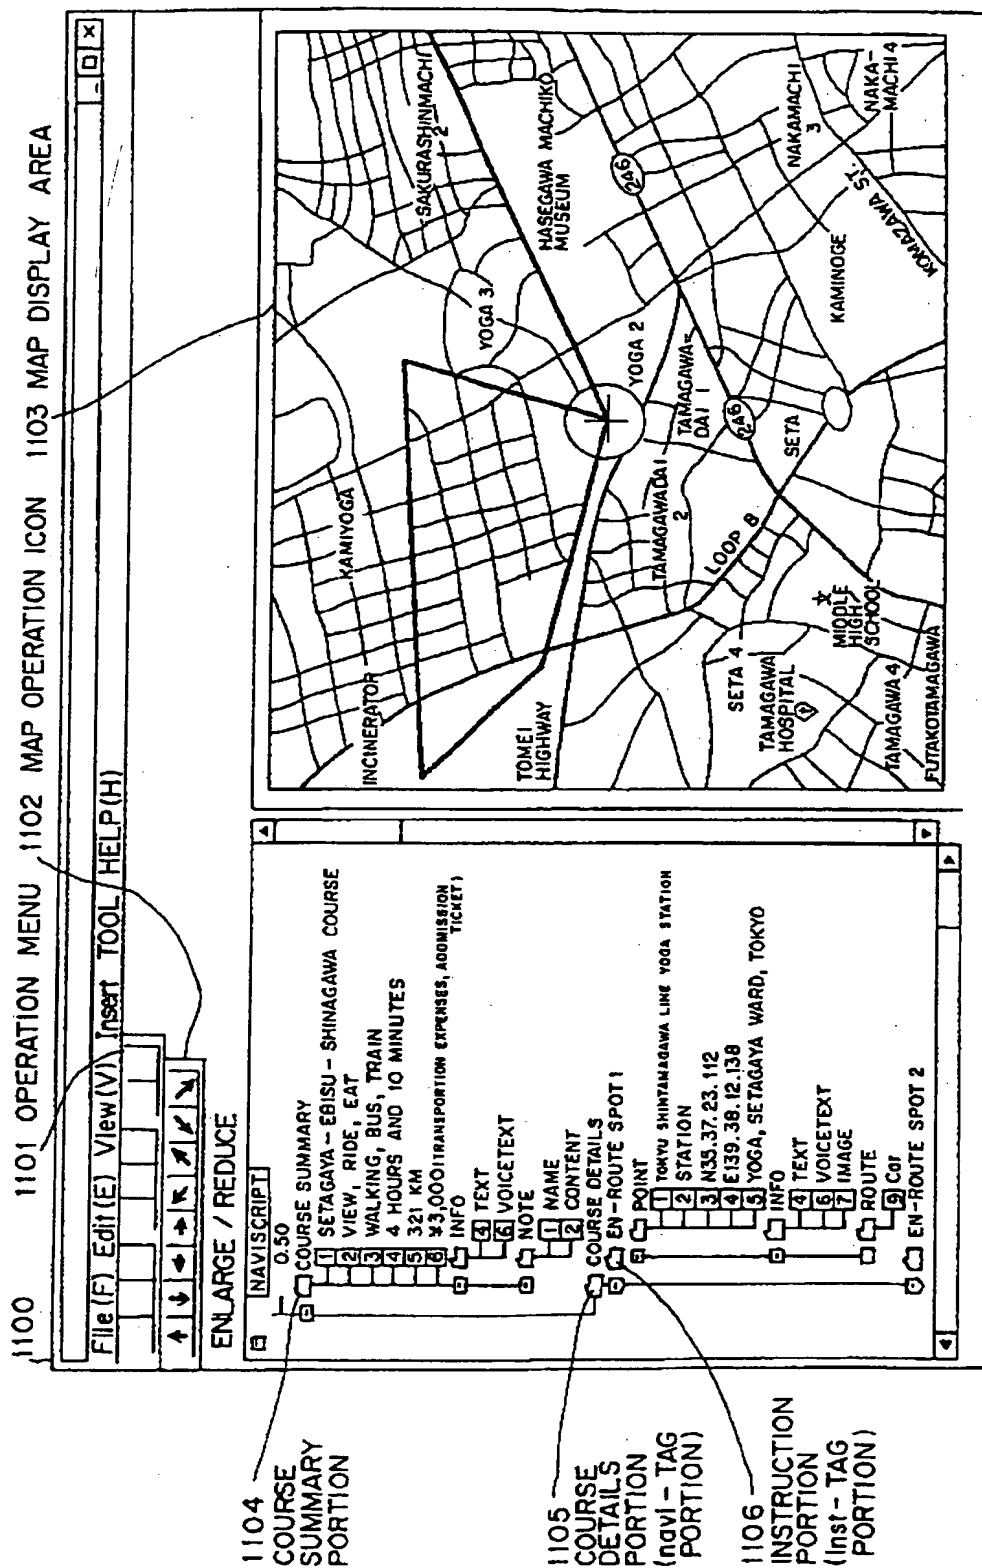 1100
1101 OPERATION MENU
1102 MAP OPERATION ICON
1103 MAP DISPLAY AREA
File (F) Edit (E) View (V) Insert TOOL HELP (H)
ENLARGE / REDUCE
NAVISCRIPT
0.50
COURSE SUMMARY
1 SETAGAYA - EBISU - SHINAGAWA COURSE
2 VIEW, RIDE, EAT
3 WALKING, BUS, TRAIN
4 4 HOURS AND 10 MINUTES
5 321 KM
6 ¥3,000 (TRANSPORTION EXPENSES, ADOMISSION
TICKET)
INFO
4 TEXT
6 VOICETEXT
NOTE
1 NAME
2 CONTENT
COURSE DETAILS
EN-ROUTE SPOT 1
POINT
1 TOKYU SHINTAMAGAWA LINE YOGA STATION
2 STATION
3 N35.37.23.112
4 E139.38.12.138
5 YOGA, SETAGAYA WARD, TOKYO
INFO
4 TEXT
6 VOICETEXT
7 IMAGE
ROUTE
9 Car
EN-ROUTE SPOT 2
INCINERATOR
KAMIYOGA
YOGA 3
SAKURASHINMACHI
2
HASEGAWA MACHIKO
MUSEUM
TOMEI
HIGHWAY
YOGA 2
246
TAMAGAWADAI
2
TAMAGAWA
DAI 1
246
LOOP 8
SETA
NAKAMACHI
3
NAKA-
MACHI 4
SETA 4
TAMAGAWA
HOSPITAL
MIDDLE
HIGH
SCHOOL
KAMINOGE
KOMAZAWA ST.
TAMAGAWA 4
FUTAKOTAMAGAWA
1104
COURSE
SUMMARY
PORTION
1105
COURSE
DETAILS
PORTION
(navi-TAG
PORTION)
1106
INSTRUCTION
PORTION
(Inst-TAG
PORTION)